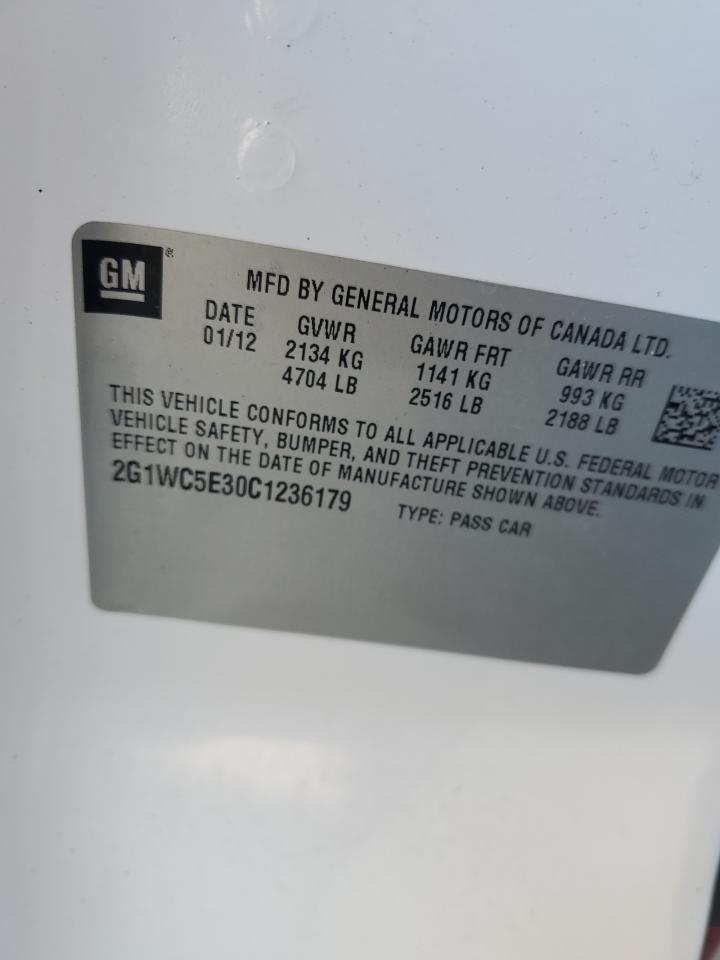 GM ®
MFD BY GENERAL MOTORS OF CANADA LTD.
DATE GVWR GAWR FRT GAWR RR
01/12 2134 KG 1141 KG 993 KG
4704 LB 2516 LB 2188 LB
THIS VEHICLE CONFORMS TO ALL APPLICABLE U.S. FEDERAL MOTOR
VEHICLE SAFETY, BUMPER, AND THEFT PREVENTION STANDARDS IN
EFFECT ON THE DATE OF MANUFACTURE SHOWN ABOVE.
2G1WC5E30C1236179 TYPE: PASS CAR